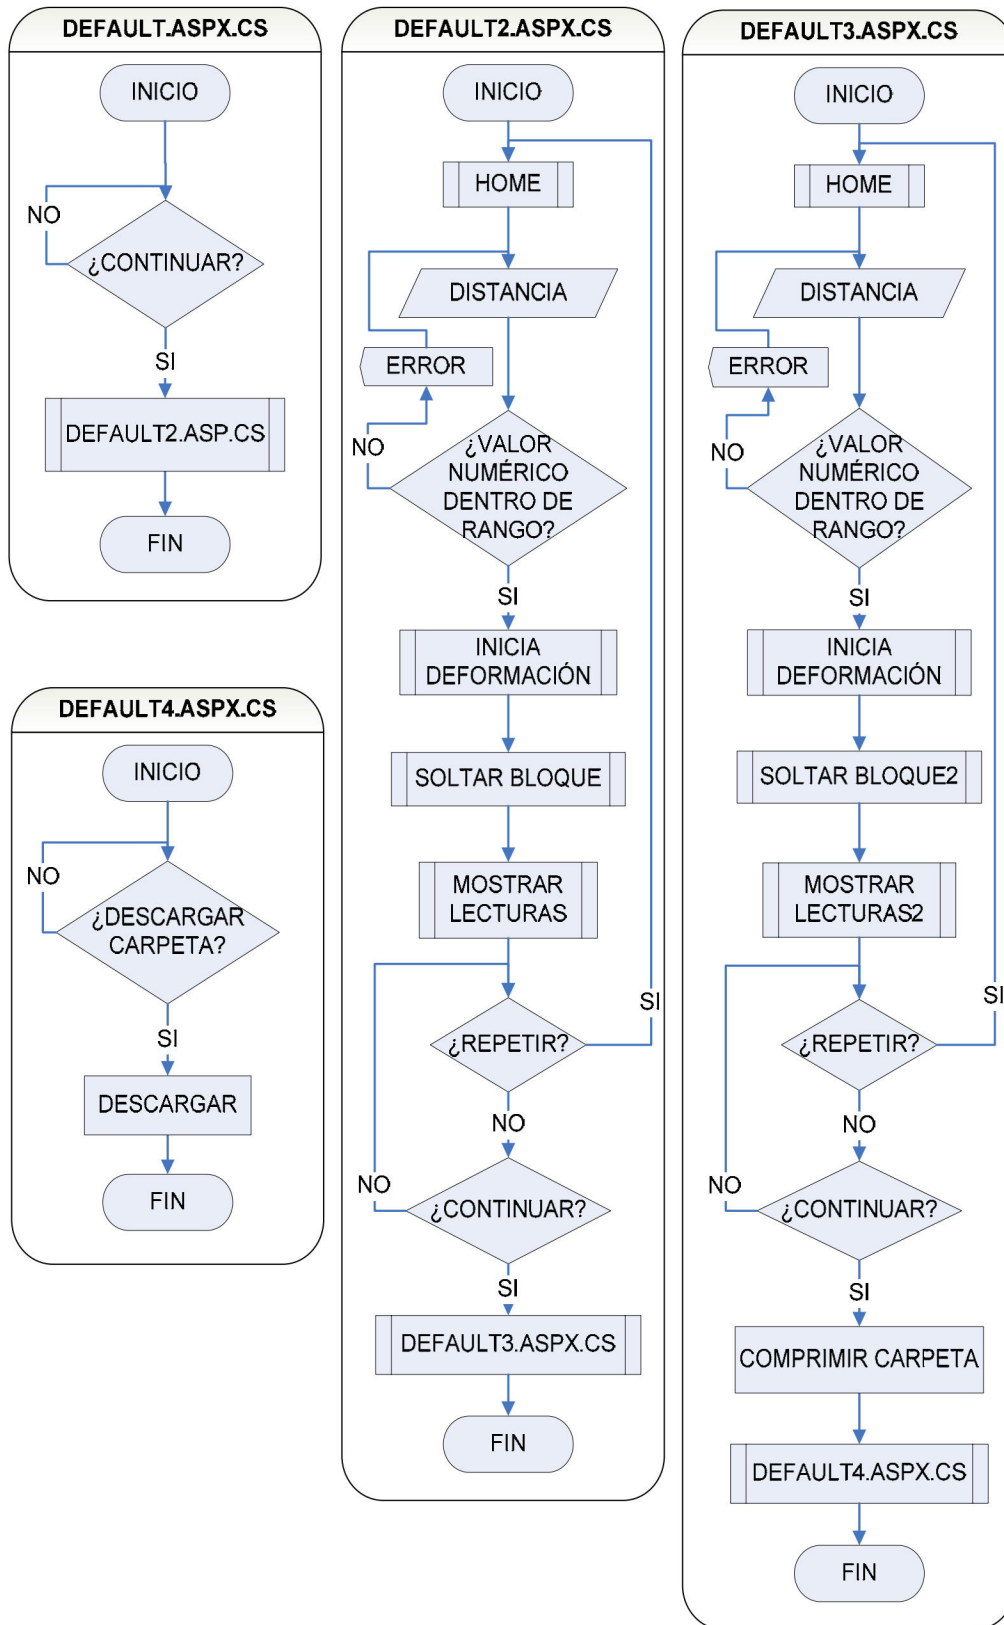 DEFAULT.ASPX.CS
INICIO
NO
¿CONTINUAR?
SI
DEFAULT2.ASP.CS
FIN
DEFAULT4.ASPX.CS
INICIO
NO
¿DESCARGAR
CARPETA?
SI
DESCARGAR
FIN
DEFAULT2.ASPX.CS
INICIO
HOME
DISTANCIA
ERROR
NO
¿VALOR
NUMÉRICO
DENTRO DE
RANGO?
SI
INICIA
DEFORMACIÓN
SOLTAR BLOQUE
MOSTRAR
LECTURAS
SI
¿REPETIR?
NO
NO
¿CONTINUAR?
SI
DEFAULT3.ASPX.CS
FIN
DEFAULT3.ASPX.CS
INICIO
HOME
DISTANCIA
ERROR
NO
¿VALOR
NUMÉRICO
DENTRO DE
RANGO?
SI
INICIA
DEFORMACIÓN
SOLTAR BLOQUE2
MOSTRAR
LECTURAS2
SI
¿REPETIR?
NO
NO
¿CONTINUAR?
SI
COMPRIMIR CARPETA
DEFAULT4.ASPX.CS
FIN